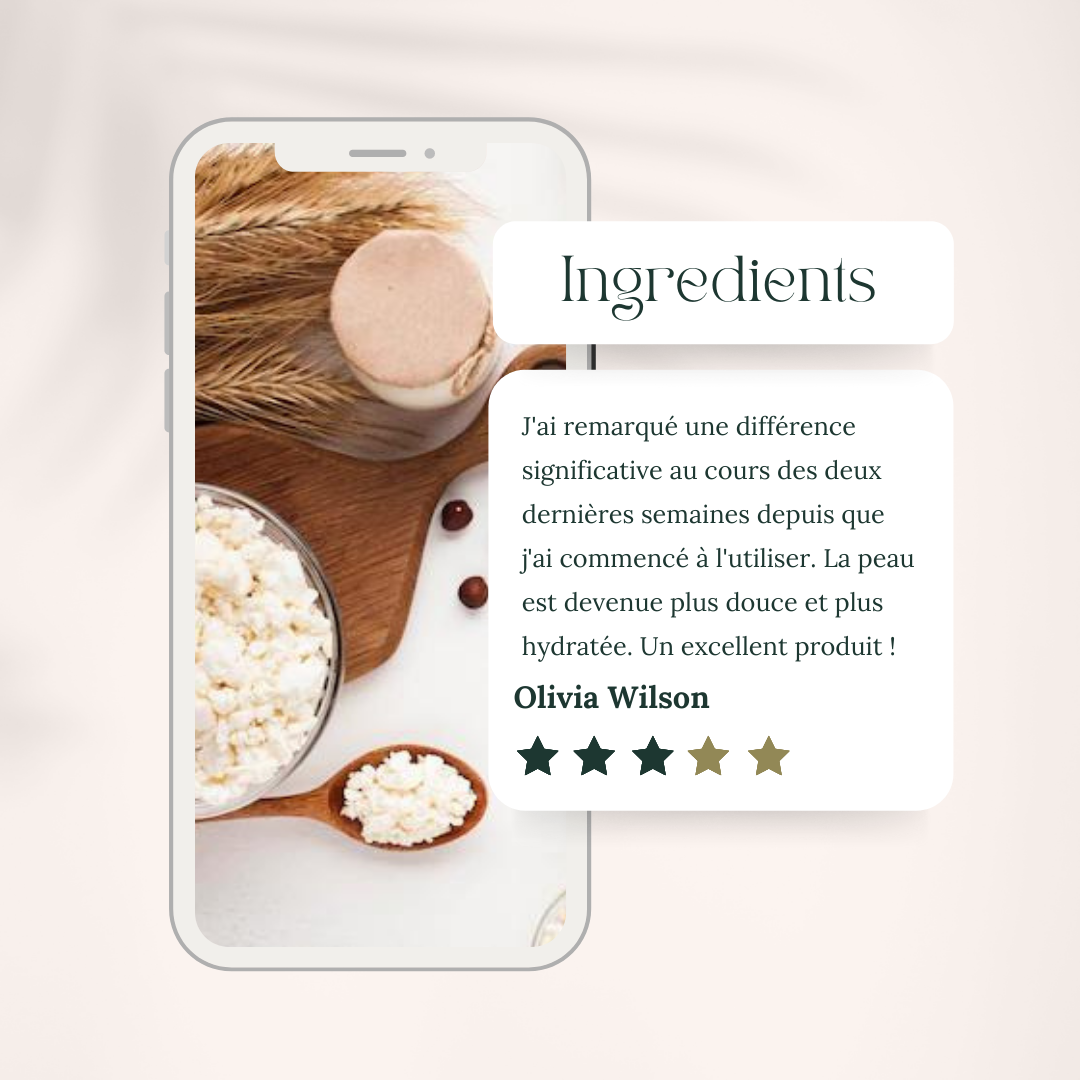 Ingredients
J'ai remarqué une différence
significative au cours des deux
dernières semaines depuis que
j'ai commencé à l'utiliser. La peau
est devenue plus douce et plus
hydratée. Un excellent produit !
Olivia Wilson